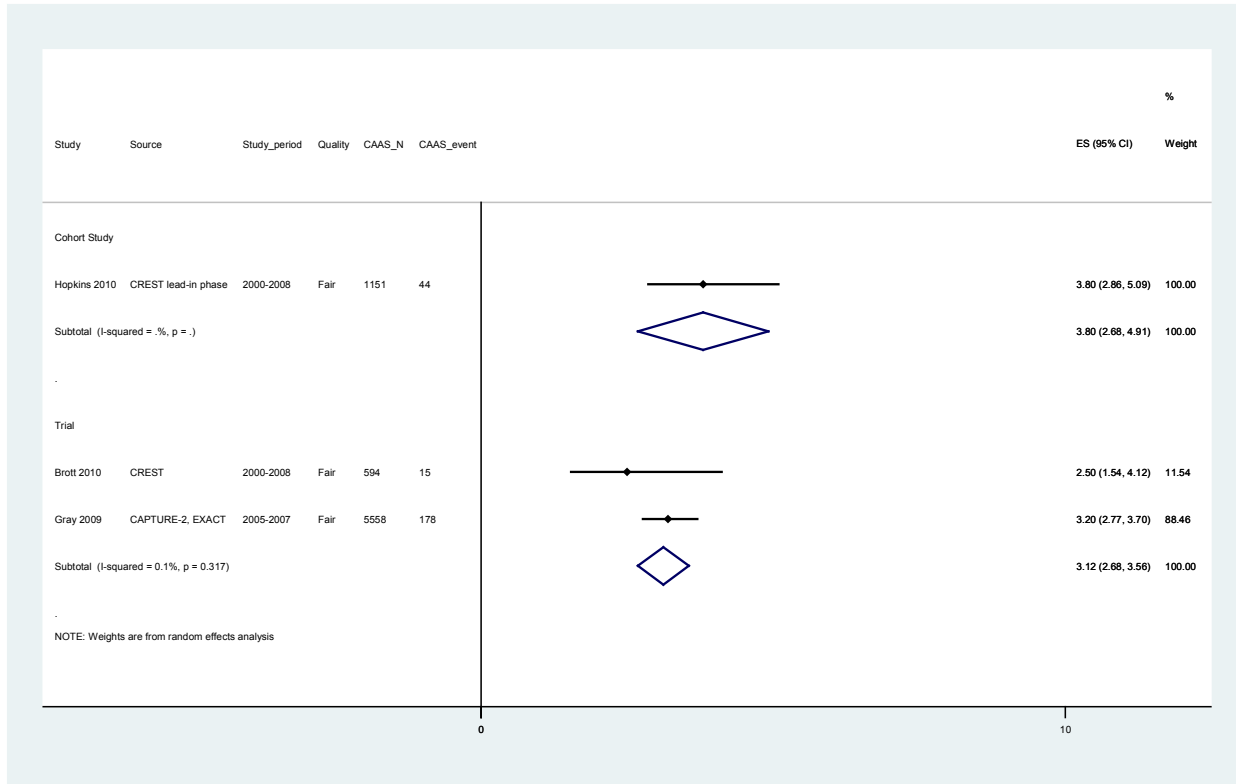 %
Study Source Study_period Quality CAAS_N CAAS_event ES (95% CI) Weight
Cohort Study
Hopkins 2010 CREST lead-in phase 2000-2008 Fair 1151 44 3.80 (2.86, 5.09) 100.00
Subtotal (I-squared = .%, p = .) 3.80 (2.68, 4.91) 100.00
.
Trial
Brott 2010 CREST 2000-2008 Fair 594 15 2.50 (1.54, 4.12) 11.54
Gray 2009 CAPTURE-2, EXACT 2005-2007 Fair 5558 178 3.20 (2.77, 3.70) 88.46
Subtotal (I-squared = 0.1%, p = 0.317) 3.12 (2.68, 3.56) 100.00
.
NOTE: Weights are from random effects analysis
0 10